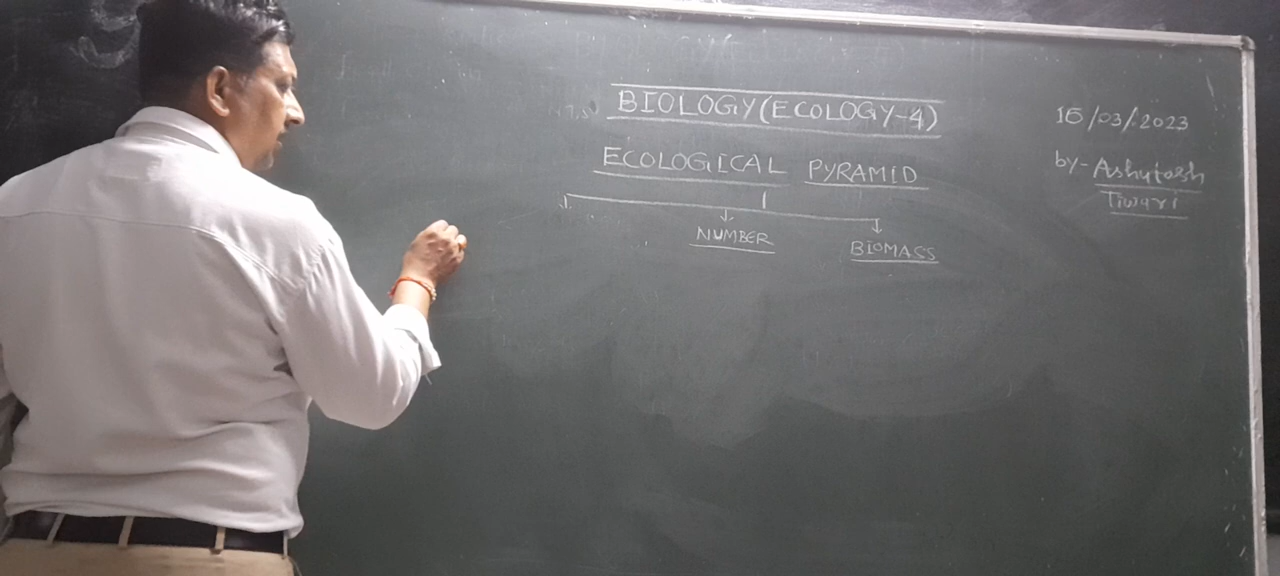 BIOLOGY (ECOLOGY-4)
16/03/2023
ECOLOGICAL PYRAMID
by- Ashutosh
Tiwari
NUMBER
BIOMASS